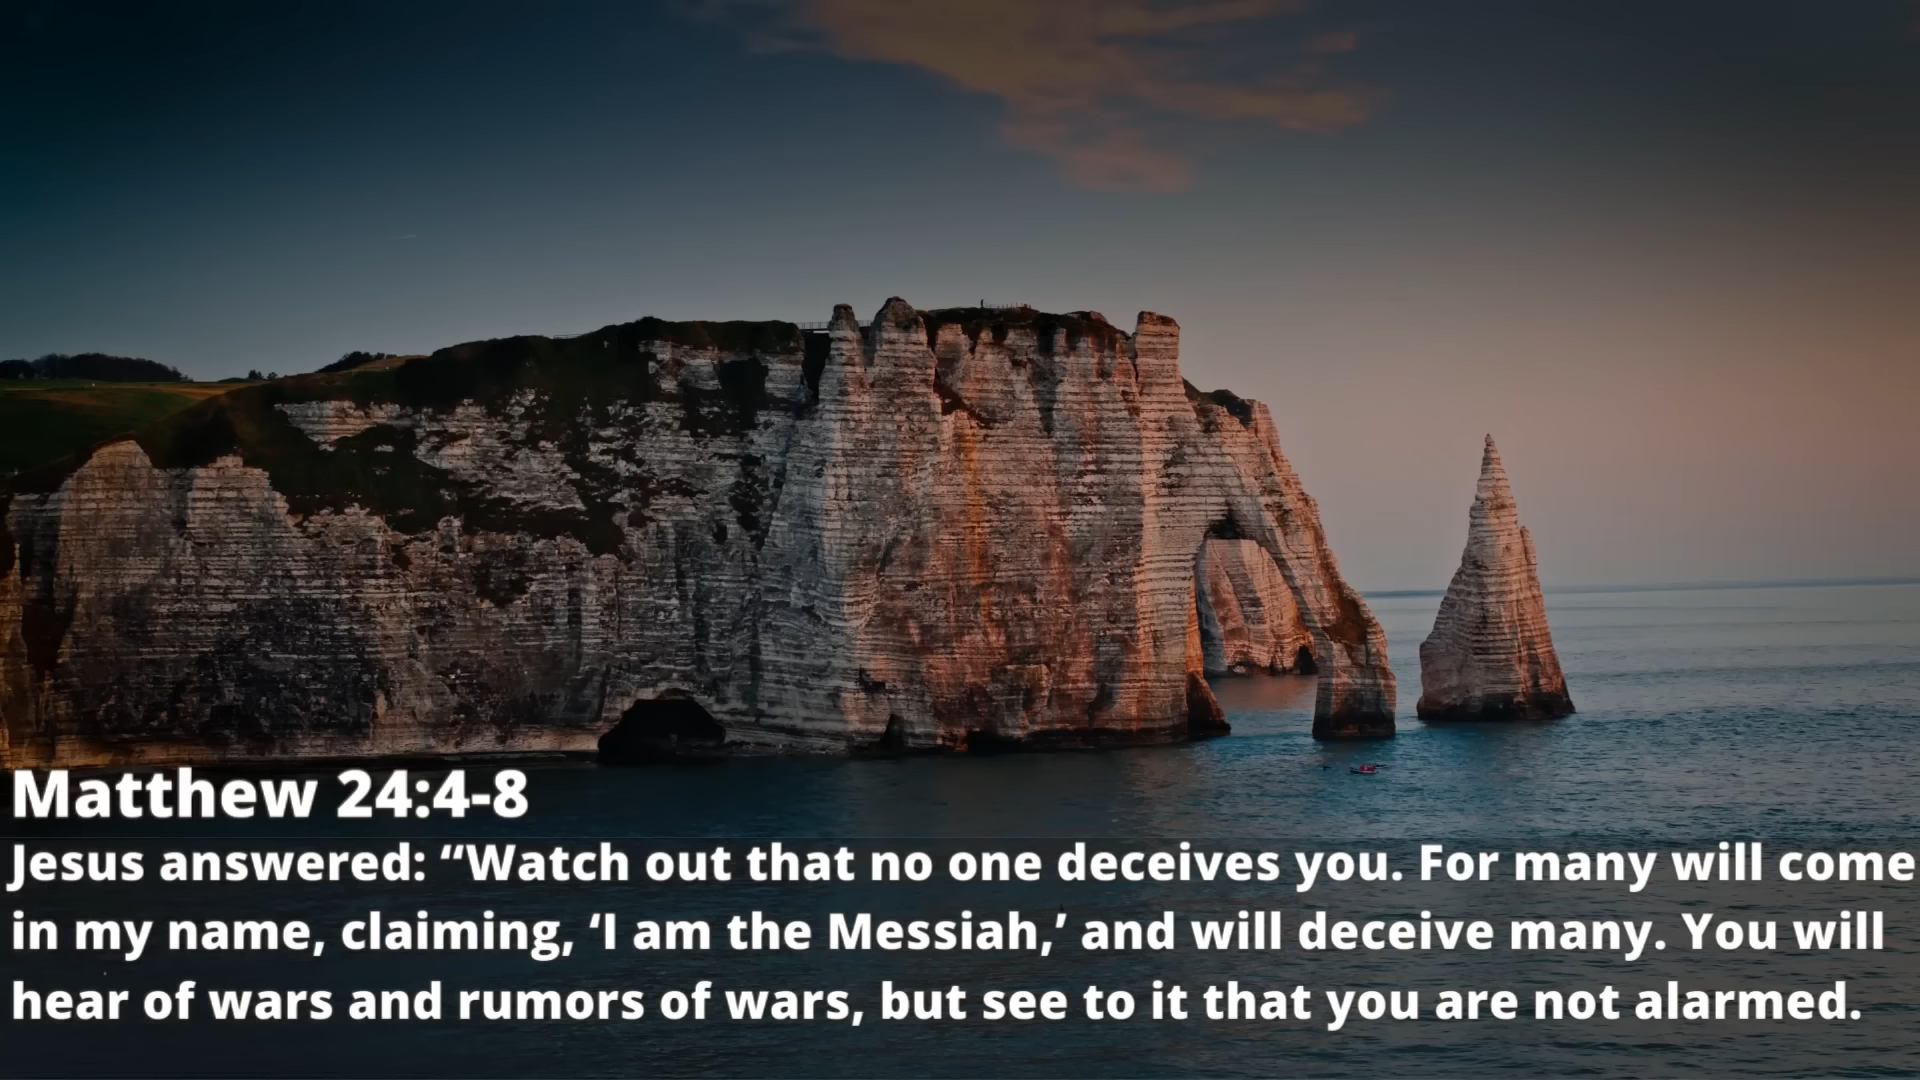 Matthew 24:4-8
Jesus answered: “Watch out that no one deceives you. For many will come
in my name, claiming, ‘I am the Messiah,’ and will deceive many. You will
hear of wars and rumors of wars, but see to it that you are not alarmed.